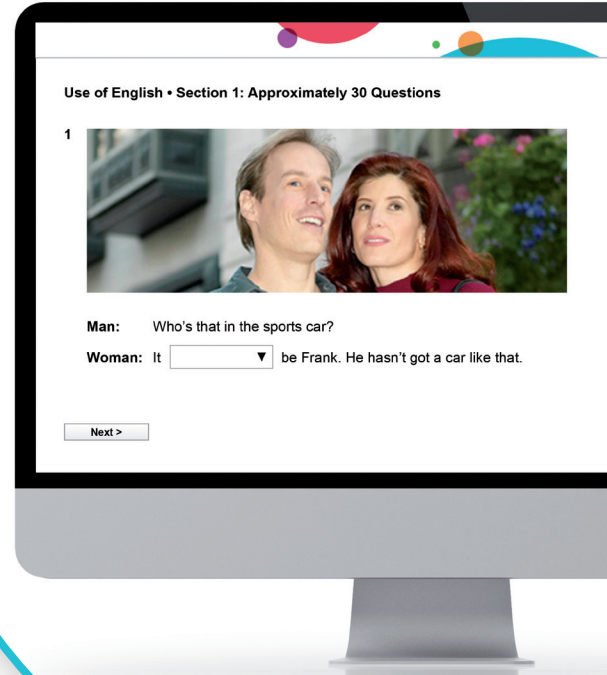 Use of English • Section 1: Approximately 30 Questions
1
Man: Who's that in the sports car?
Woman: It ▼ be Frank. He hasn't got a car like that.
Next >